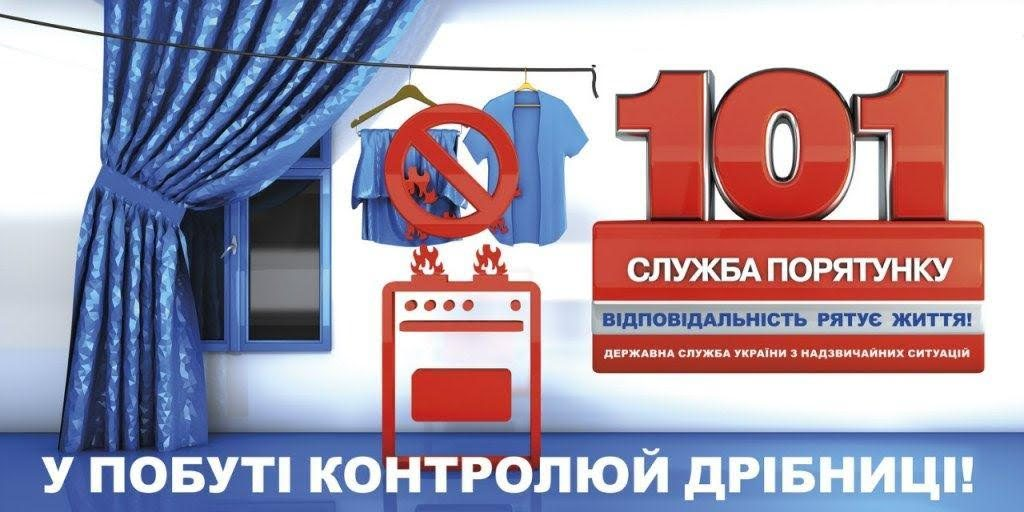 101
СЛУЖБА ПОРЯТУНКУ
ВІДПОВІДАЛЬНІСТЬ РЯТУЄ ЖИТТЯ!
ДЕРЖАВНА СЛУЖБА УКРАЇНИ З НАДЗВИЧАЙНИХ СИТУАЦІЙ
У ПОБУТІ КОНТРОЛЮЙ ДРІБНИЦІ!